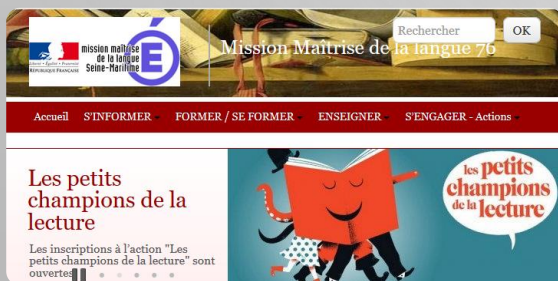 Rechercher OK
Mission Maîtrise de la langue 76
mission maîtrise
de la langue
Seine-Maritime
Liberté • Égalité • Fraternité
RÉPUBLIQUE FRANÇAISE
Accueil S'INFORMER FORMER / SE FORMER ENSEIGNER S'ENGAGER - Actions
Les petits
champions de la
lecture
Les inscriptions à l'action "Les
petits champions de la lecture" sont
ouvertes
les petits
champions
de la lecture